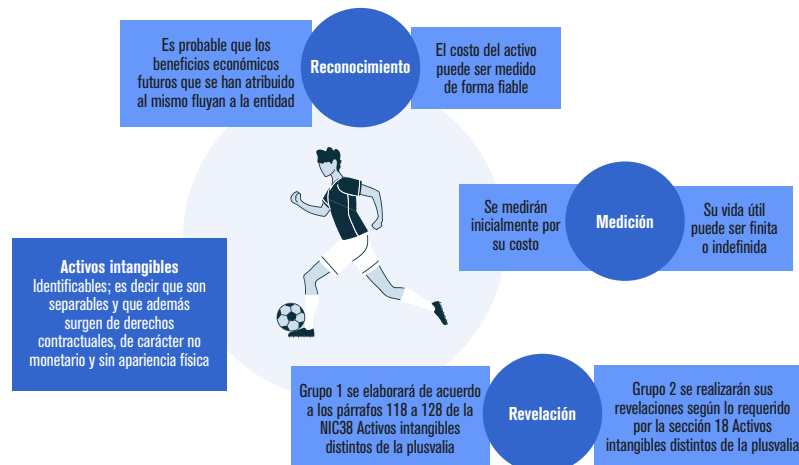 Es probable que los
beneficios económicos
futuros que se han atribuido
al mismo fluyan a la entidad
Reconocimiento
El costo del activo
puede ser medido
de forma fiable
Se medirán
inicialmente por
su costo
Medición
Su vida útil
puede ser finita
o indefinida
Activos intangibles
Identificables; es decir que son
separables y que además
surgen de derechos
contractuales, de carácter no
monetario y sin apariencia física
Grupo 1 se elaborará de acuerdo
a los párrafos 118 a 128 de la
NIC38 Activos intangibles
distintos de la plusvalia
Revelación
Grupo 2 se realizarán sus
revelaciones según lo requerido
por la sección 18 Activos
intangibles distintos de la plusvalia